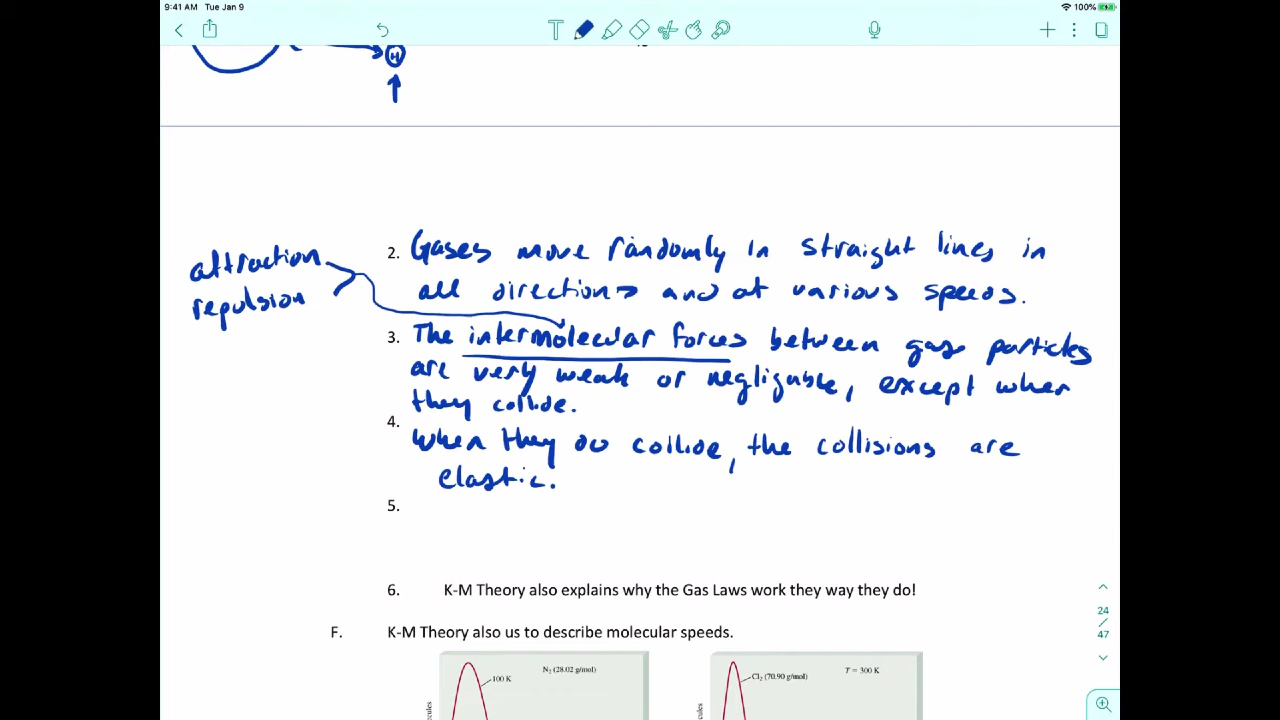 9:41 AM Tue Jan 9
100%
H
attraction
repulsion
2. Gases move randomly in straight lines in
all directions and at various speeds.
3. The intermolecular forces between gas particles
are very weak or negligable, except when
they collide.
4. When they do collide, the collisions are
elastic.
5.
6. K-M Theory also explains why the Gas Laws work they way they do!
F. K-M Theory also us to describe molecular speeds.
N₂ (28.02 g/mol)
100 K
Cl₂ (70.90 g/mol)
T = 300 K
24
/
47